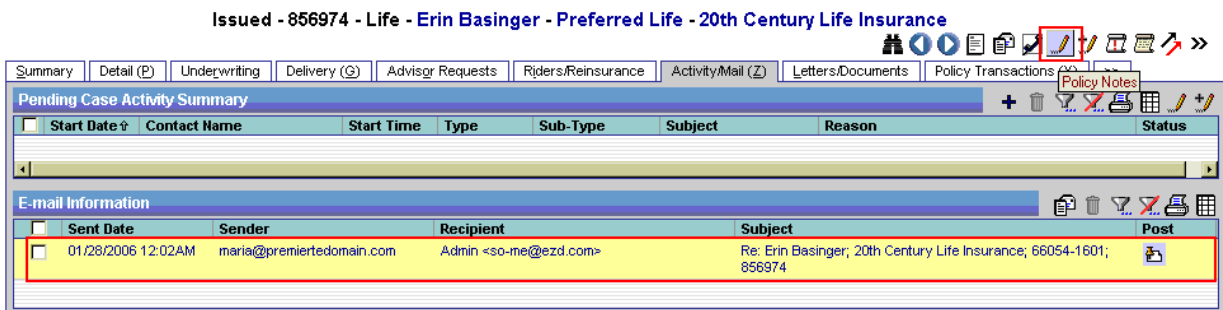 Issued - 856974 - Life - Erin Basinger - Preferred Life - 20th Century Life Insurance
Summary Detail (P) Underwriting Delivery (G) Advisor Requests Riders/Reinsurance Activity/Mail (Z) Letters/Documents Policy Transactions
Policy Notes
Pending Case Activity Summary
Start Date Contact Name Start Time Type Sub-Type Subject Reason Status
E-mail Information
Sent Date Sender Recipient Subject Post
01/28/2006 12:02AM maria@premiertedomain.com Admin <so-me@ezd.com> Re: Erin Basinger; 20th Century Life Insurance; 66054-1601;
856974